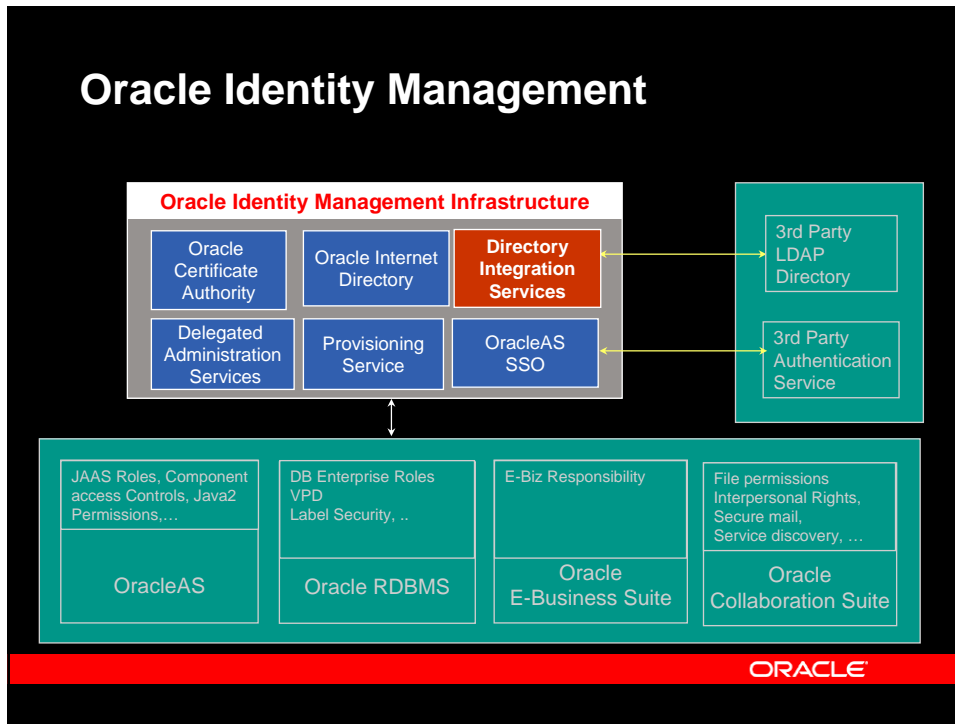 Oracle Identity Management
Oracle Identity Management Infrastructure
Oracle
Certificate
Authority
Oracle Internet
Directory
Directory
Integration
Services
Delegated
Administration
Services
Provisioning
Service
OracleAS
SSO
3rd Party
LDAP
Directory
3rd Party
Authentication
Service
JAAS Roles, Component
access Controls, Java2
Permissions,…
OracleAS
DB Enterprise Roles
VPD
Label Security, ..
Oracle RDBMS
E-Biz Responsibility
Oracle
E-Business Suite
File permissions
Interpersonal Rights,
Secure mail,
Service discovery, …
Oracle
Collaboration Suite
ORACLE